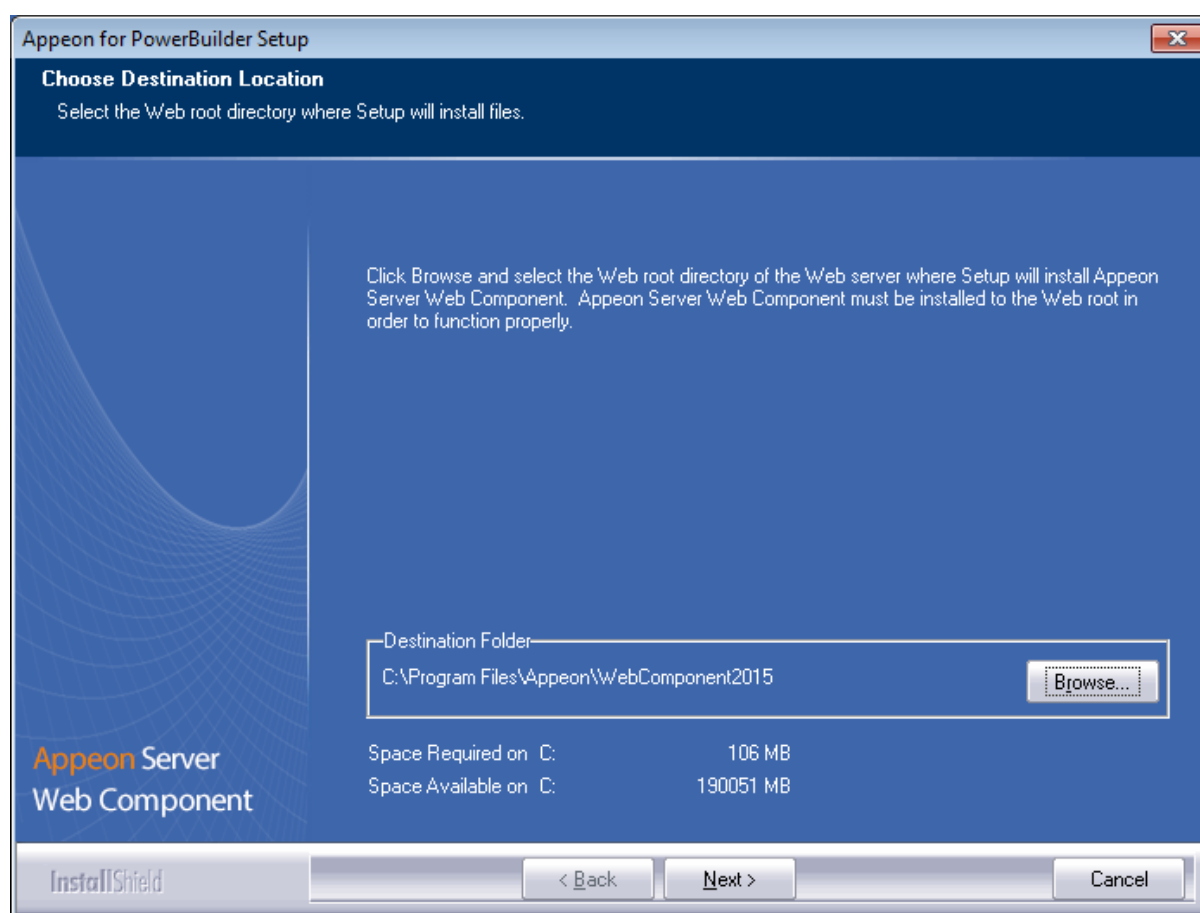 Appeon for PowerBuilder Setup
Choose Destination Location
Select the Web root directory where Setup will install files.
Click Browse and select the Web root directory of the Web server where Setup will install Appeon
Server Web Component.  Appeon Server Web Component must be installed to the Web root in
order to function properly.
Destination Folder
C:\Program Files\Appeon\WebComponent2015
Browse...
Space Required on  C: 106 MB
Space Available on  C: 190051 MB
Appeon Server
Web Component
InstallShield
< Back
Next >
Cancel